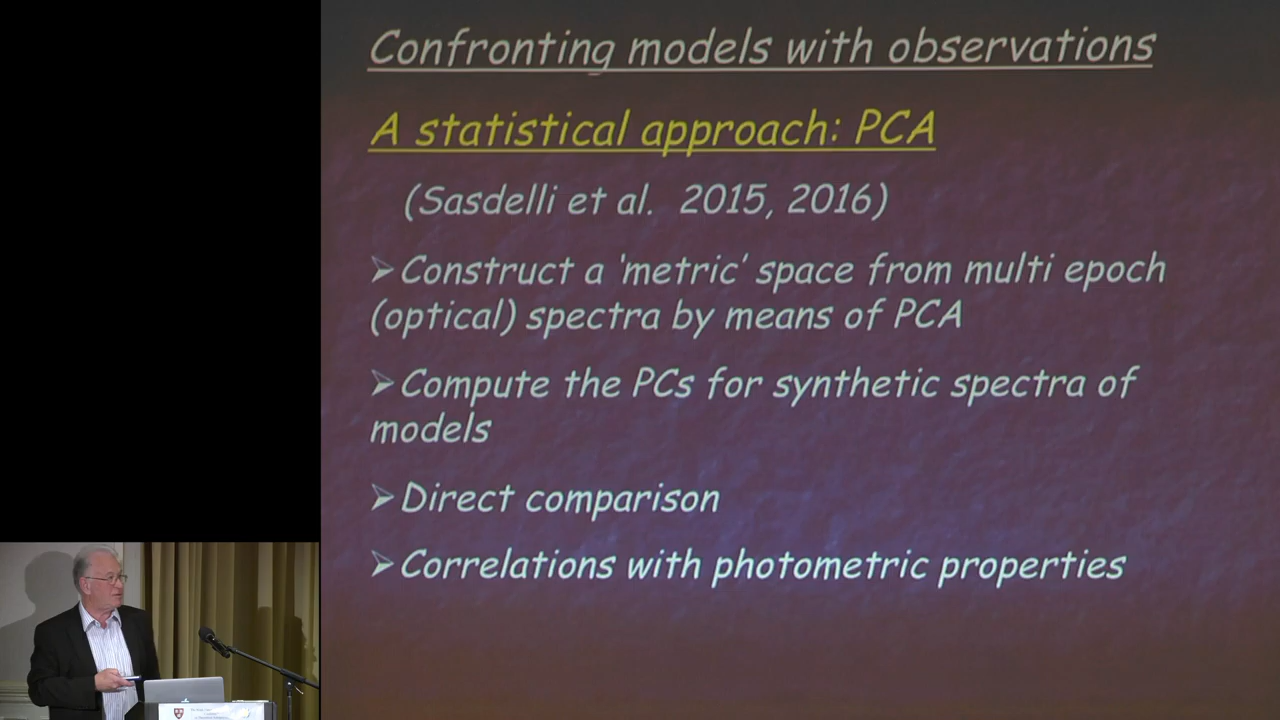 Confronting models with observations
A statistical approach: PCA
(Sasdelli et al. 2015, 2016)
➢Construct a 'metric' space from multi epoch
(optical) spectra by means of PCA
➢Compute the PCs for synthetic spectra of
models
➢Direct comparison
➢Correlations with photometric properties